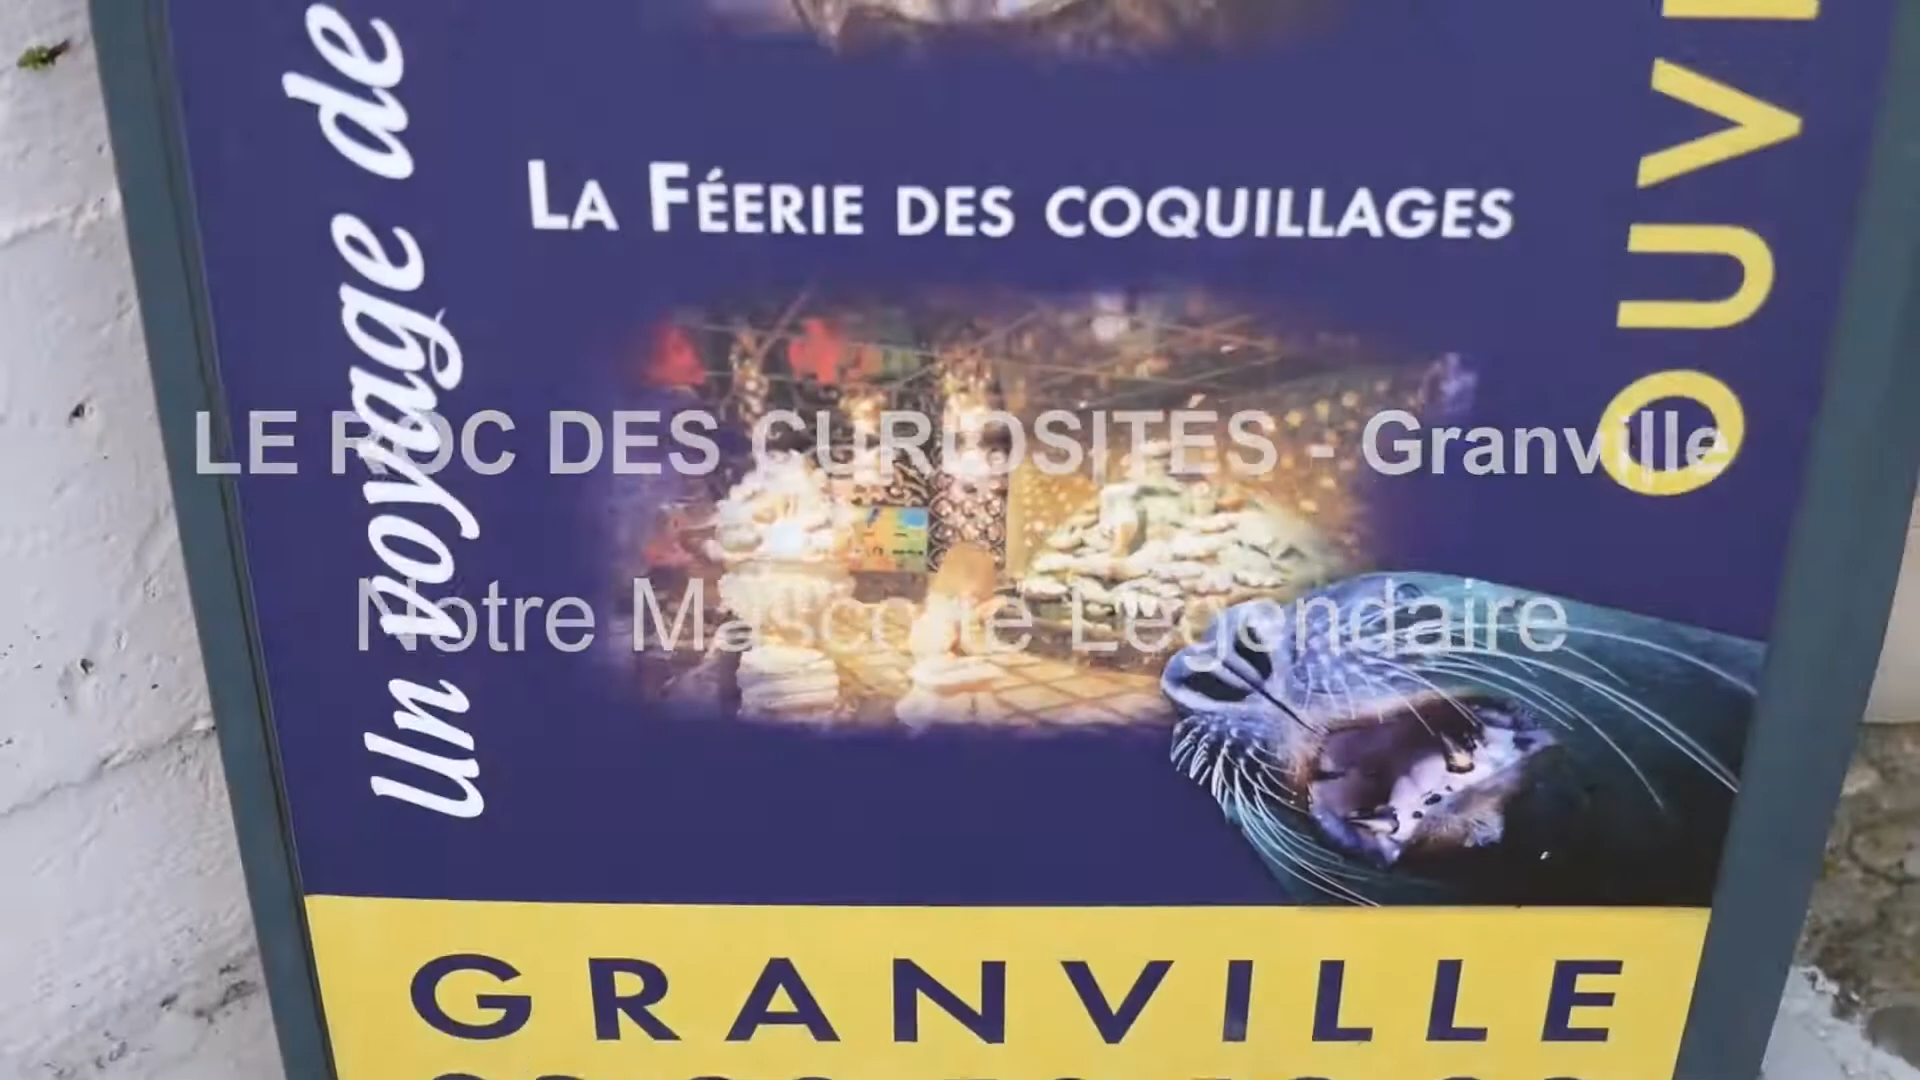 Un voyage de
LA FÉERIE DES COQUILLAGES
OUV
LE ROC DES CURIOSITÉS - Granville
Notre Mascotte Légendaire
GRANVILLE